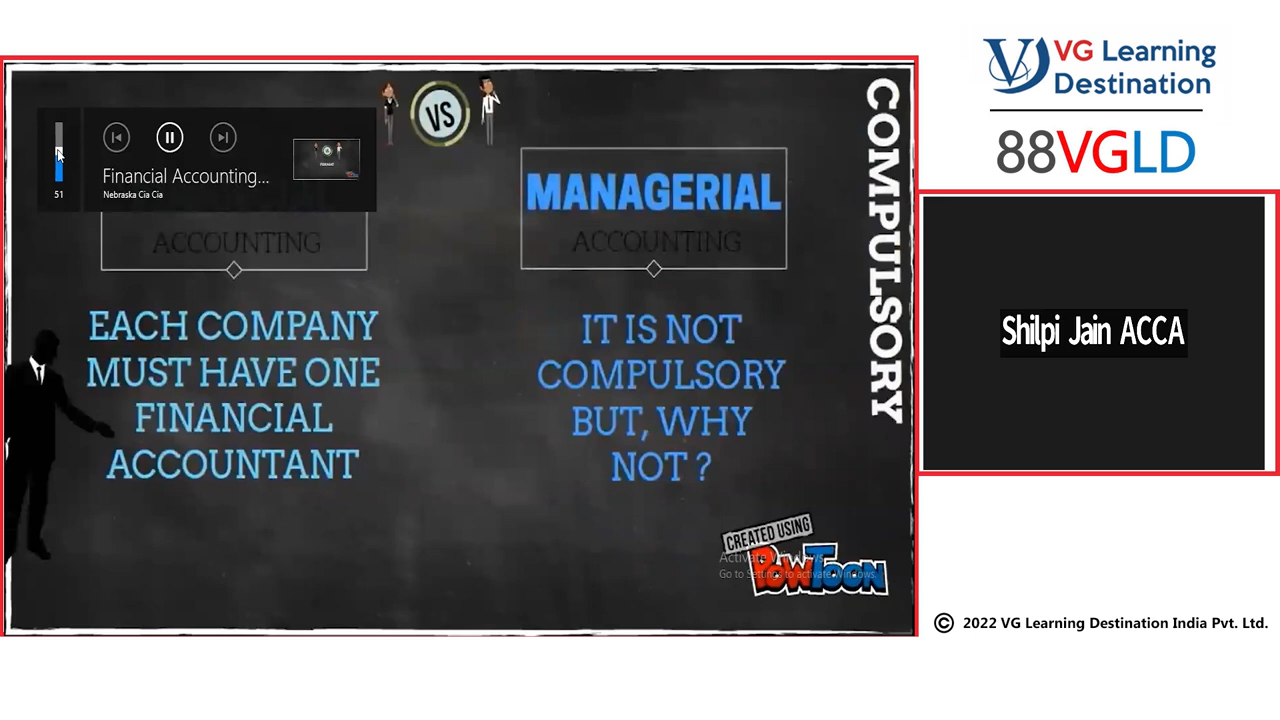 VG Learning
Destination
88VGLD
VS
COMPULSORY
Financial Accounting...
Nebraska Cia Cia
51
ACCOUNTING
EACH COMPANY
MUST HAVE ONE
FINANCIAL
ACCOUNTANT
MANAGERIAL
ACCOUNTING
IT IS NOT
COMPULSORY
BUT, WHY
NOT ?
CREATED USING
POWTOON
Activate Windows
Go to Settings to activate Windows.
Shilpi Jain ACCA
© 2022 VG Learning Destination India Pvt. Ltd.